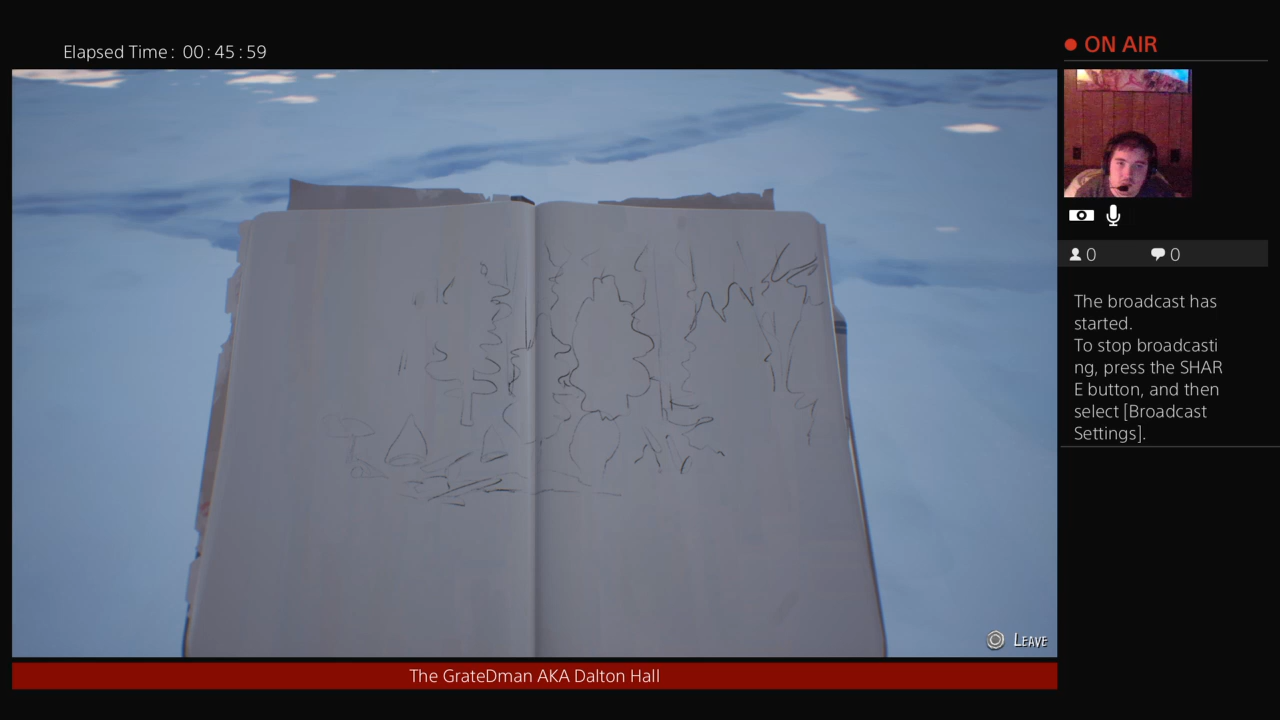 Elapsed Time: 00:45:59
ON AIR
0 0
The broadcast has
started.
To stop broadcasti
ng, press the SHAR
E button, and then
select [Broadcast
Settings].
LEAVE
The GrateDman AKA Dalton Hall